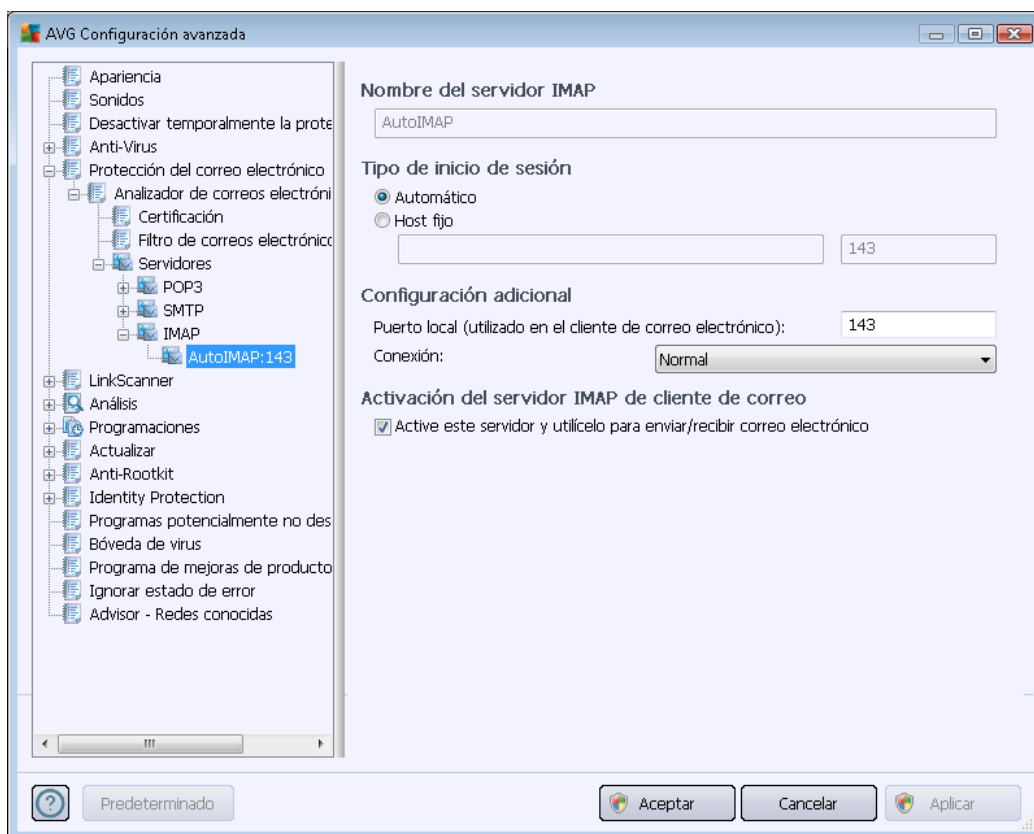 AVG Configuración avanzada
Apariencia
Sonidos
Desactivar temporalmente la prote
Anti-Virus
Protección del correo electrónico
Analizador de correos electróni
Certificación
Filtro de correos electrónico
Servidores
POP3
SMTP
IMAP
AutoIMAP:143
LinkScanner
Análisis
Programaciones
Actualizar
Anti-Rootkit
Identity Protection
Programas potencialmente no des
Bóveda de virus
Programa de mejoras de producto
Ignorar estado de error
Advisor - Redes conocidas
Nombre del servidor IMAP
AutoIMAP
Tipo de inicio de sesión
Automático
Host fijo
143
Configuración adicional
Puerto local (utilizado en el cliente de correo electrónico): 143
Conexión: Normal
Activación del servidor IMAP de cliente de correo
Active este servidor y utilícelo para enviar/recibir correo electrónico
Predeterminado Aceptar Cancelar Aplicar